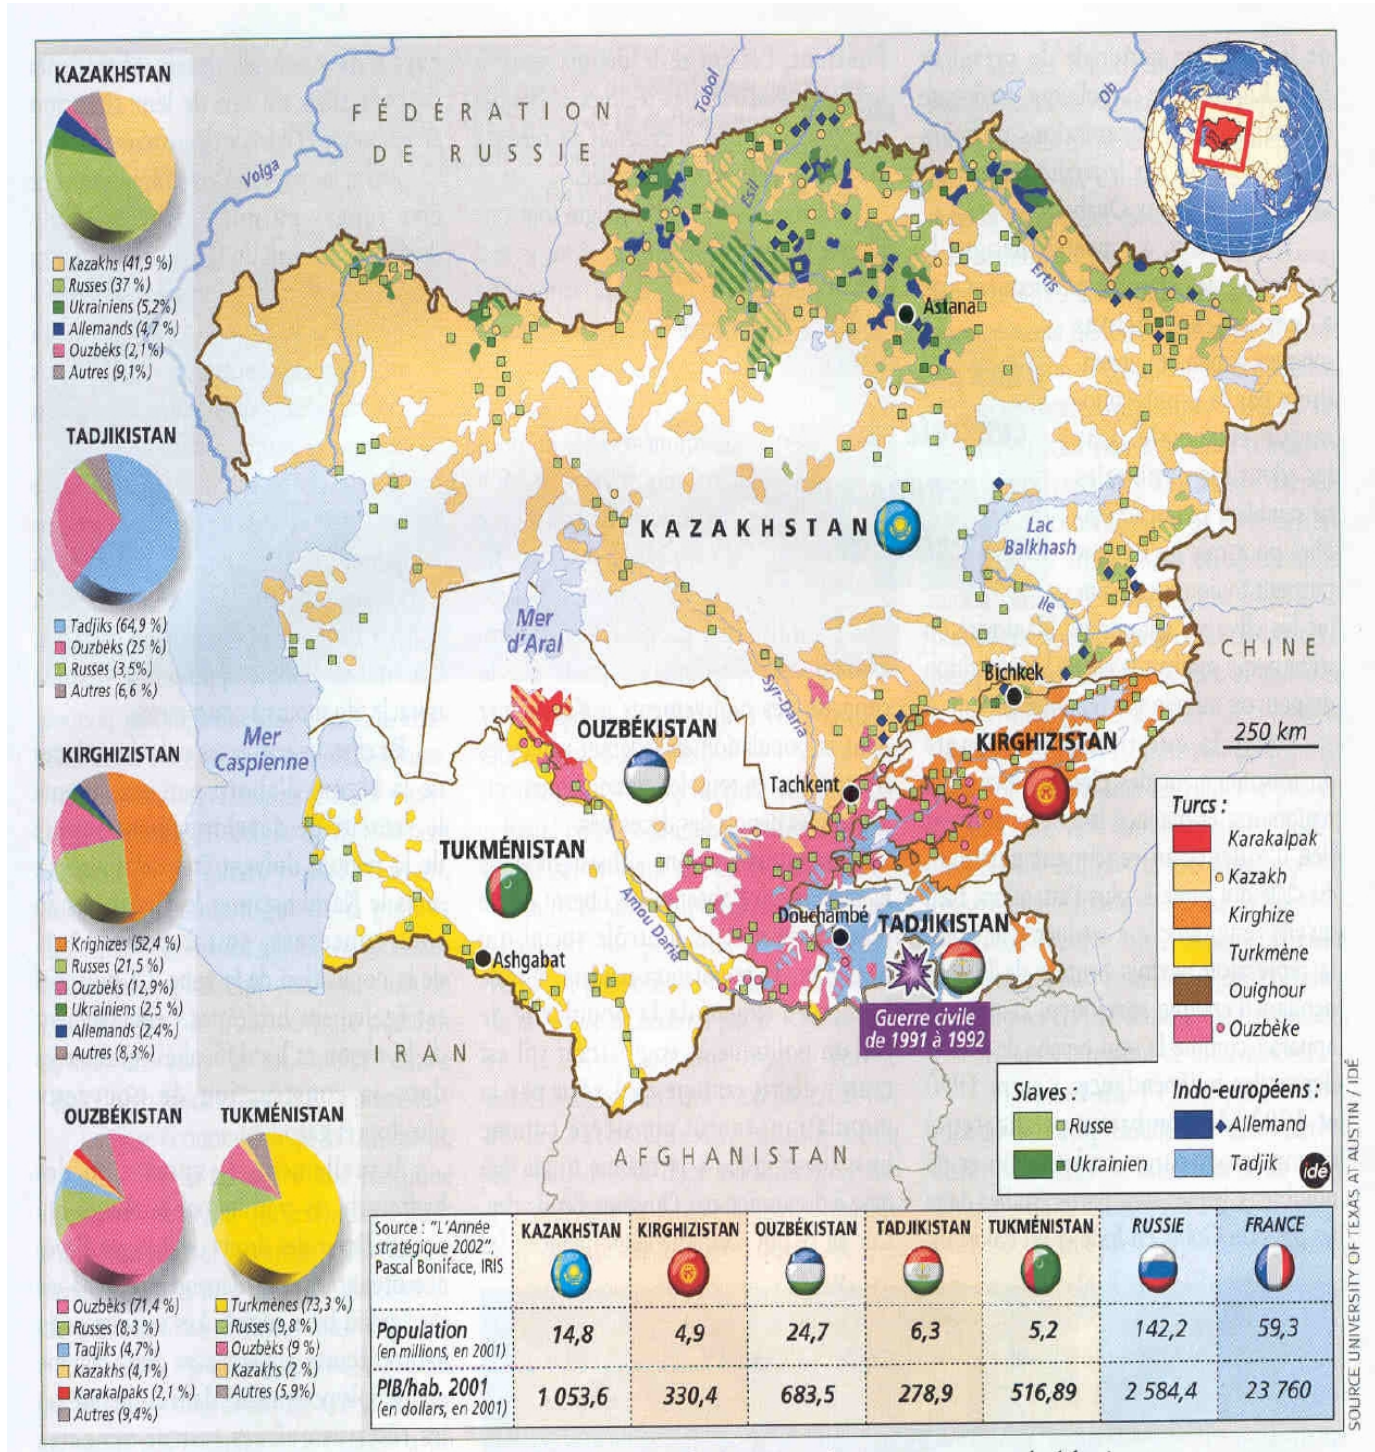 KAZAKHSTAN
Kazakhs (41,9 %)
Russes (37 %)
Ukrainiens (5,2%)
Allemands (4,7 %)
Ouzbèks (2,1%)
Autres (9,1%)
TADJIKISTAN
Tadjiks (64,9 %)
Ouzbèks (25 %)
Russes (3,5%)
Autres (6,6 %)
KIRGHIZISTAN
Krighizes (52,4 %)
Russes (21,5 %)
Ouzbèks (12,9%)
Ukrainiens (2,5 %)
Allemands (2,4%)
Autres (8,3%)
OUZBÉKISTAN
Ouzbèks (71,4 %)
Russes (8,3 %)
Tadjiks (4,7%)
Kazakhs (4,1%)
Karakalpaks (2,1 %)
Autres (9,4%)
TUKMÉNISTAN
Turkmènes (73,3 %)
Russes (9,8 %)
Ouzbèks (9 %)
Kazakhs (2 %)
Autres (5,9%)
FÉDÉRATION
DE RUSSIE
Volga
Tobol
Ob
Esil
Ertis
Astana
KAZAKHSTAN
Lac
Balkhash
Ile
Mer
d'Aral
Syr-Daria
Bichkek
CHINE
Mer
Caspienne
OUZBÉKISTAN
KIRGHIZISTAN
250 km
Tachkent
TUKMÉNISTAN
Amou Daria
Douchambé
TADJIKISTAN
Ashgabat
Guerre civile
de 1991 à 1992
IRAN
AFGHANISTAN
Turcs :
Karakalpak
Kazakh
Kirghize
Turkmène
Ouighour
Ouzbèke
Slaves :
Russe
Ukrainien
Indo-européens :
Allemand
Tadjik
idé
Source : "L'Année
stratégique 2002",
Pascal Boniface, IRIS
KAZAKHSTAN KIRGHIZISTAN OUZBÉKISTAN TADJIKISTAN TUKMÉNISTAN RUSSIE FRANCE
Population
(en millions, en 2001)
14,8 4,9 24,7 6,3 5,2 142,2 59,3
PIB/hab. 2001
(en dollars, en 2001)
1 053,6 330,4 683,5 278,9 516,89 2 584,4 23 760
SOURCE UNIVERSITY OF TEXAS AT AUSTIN / IDÉ